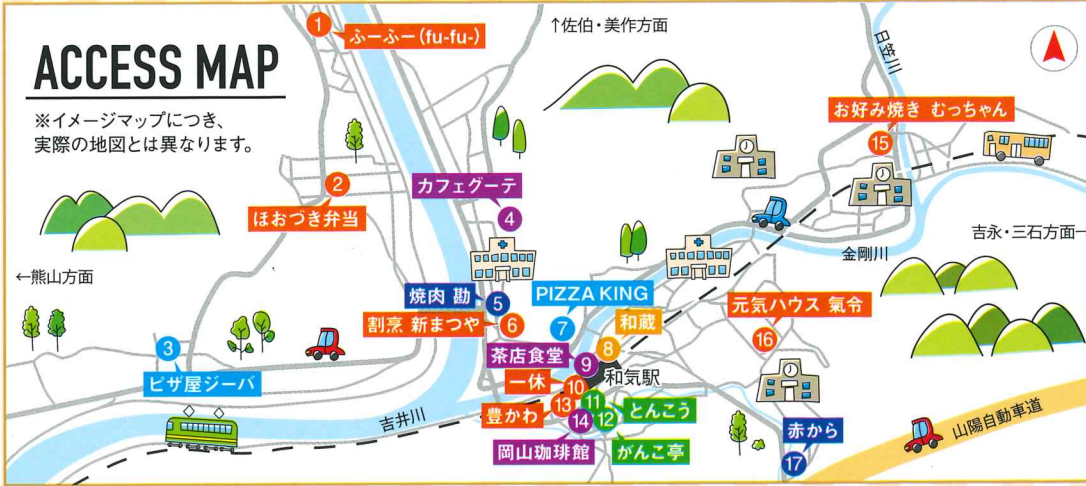 ACCESS MAP
※イメージマップにつき、
実際の地図とは異なります。
↑佐伯・美作方面
日笠川
1 ふーふー(fu-fu-)
お好み焼き むっちゃん
15
2
ほおづき弁当
カフェグーテ
4
←熊山方面
吉永・三石方面→
金剛川
焼肉 勘 5
PIZZA KING
7
割烹 新まつや 6
和蔵
8
元気ハウス 氣令
16
3
ピザ屋ジーバ
茶店食堂 9
和気駅
一休 10
豊かわ 13
11 とんこう
12 がんこ亭
14
岡山珈琲館
吉井川
赤から
17
山陽自動車道